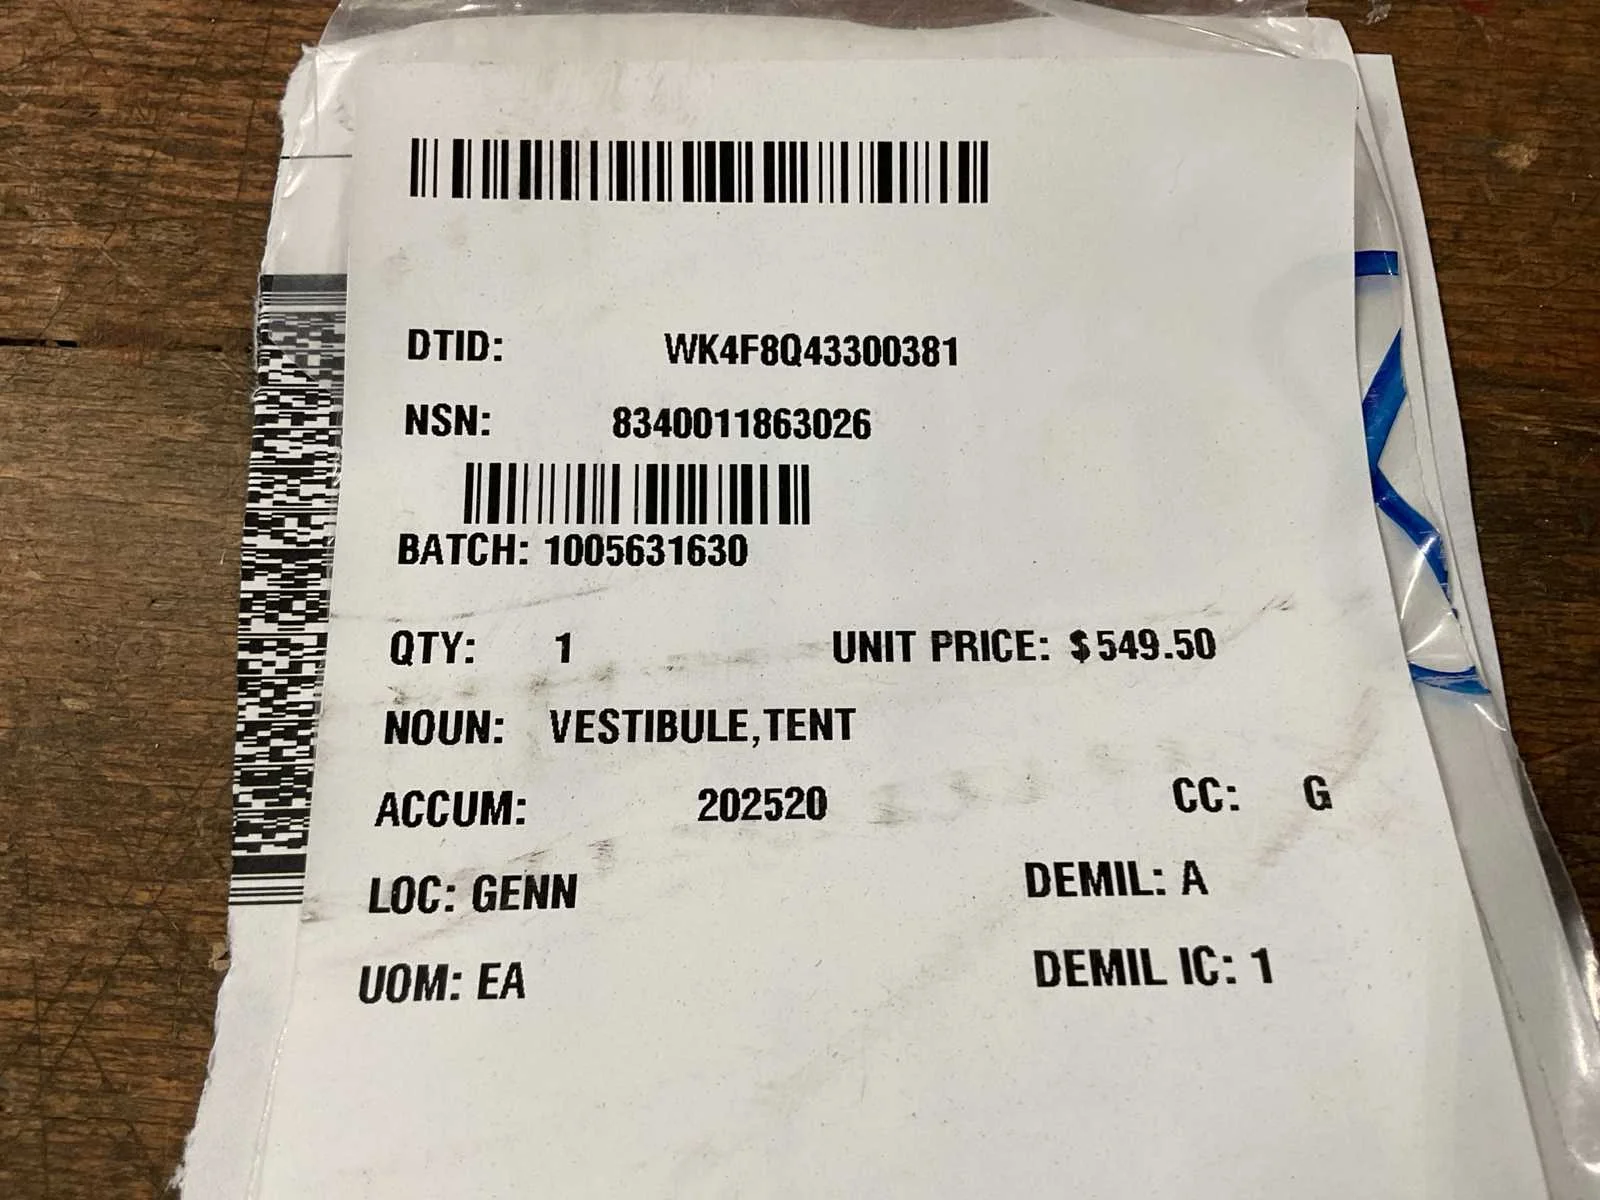 DTID: WK4F8Q43300381
NSN: 8340011863026
BATCH: 1005631630
QTY: 1 UNIT PRICE: $549.50
NOUN: VESTIBULE,TENT
ACCUM: 202520 CC: G
LOC: GENN DEMIL: A
UOM: EA DEMIL IC: 1